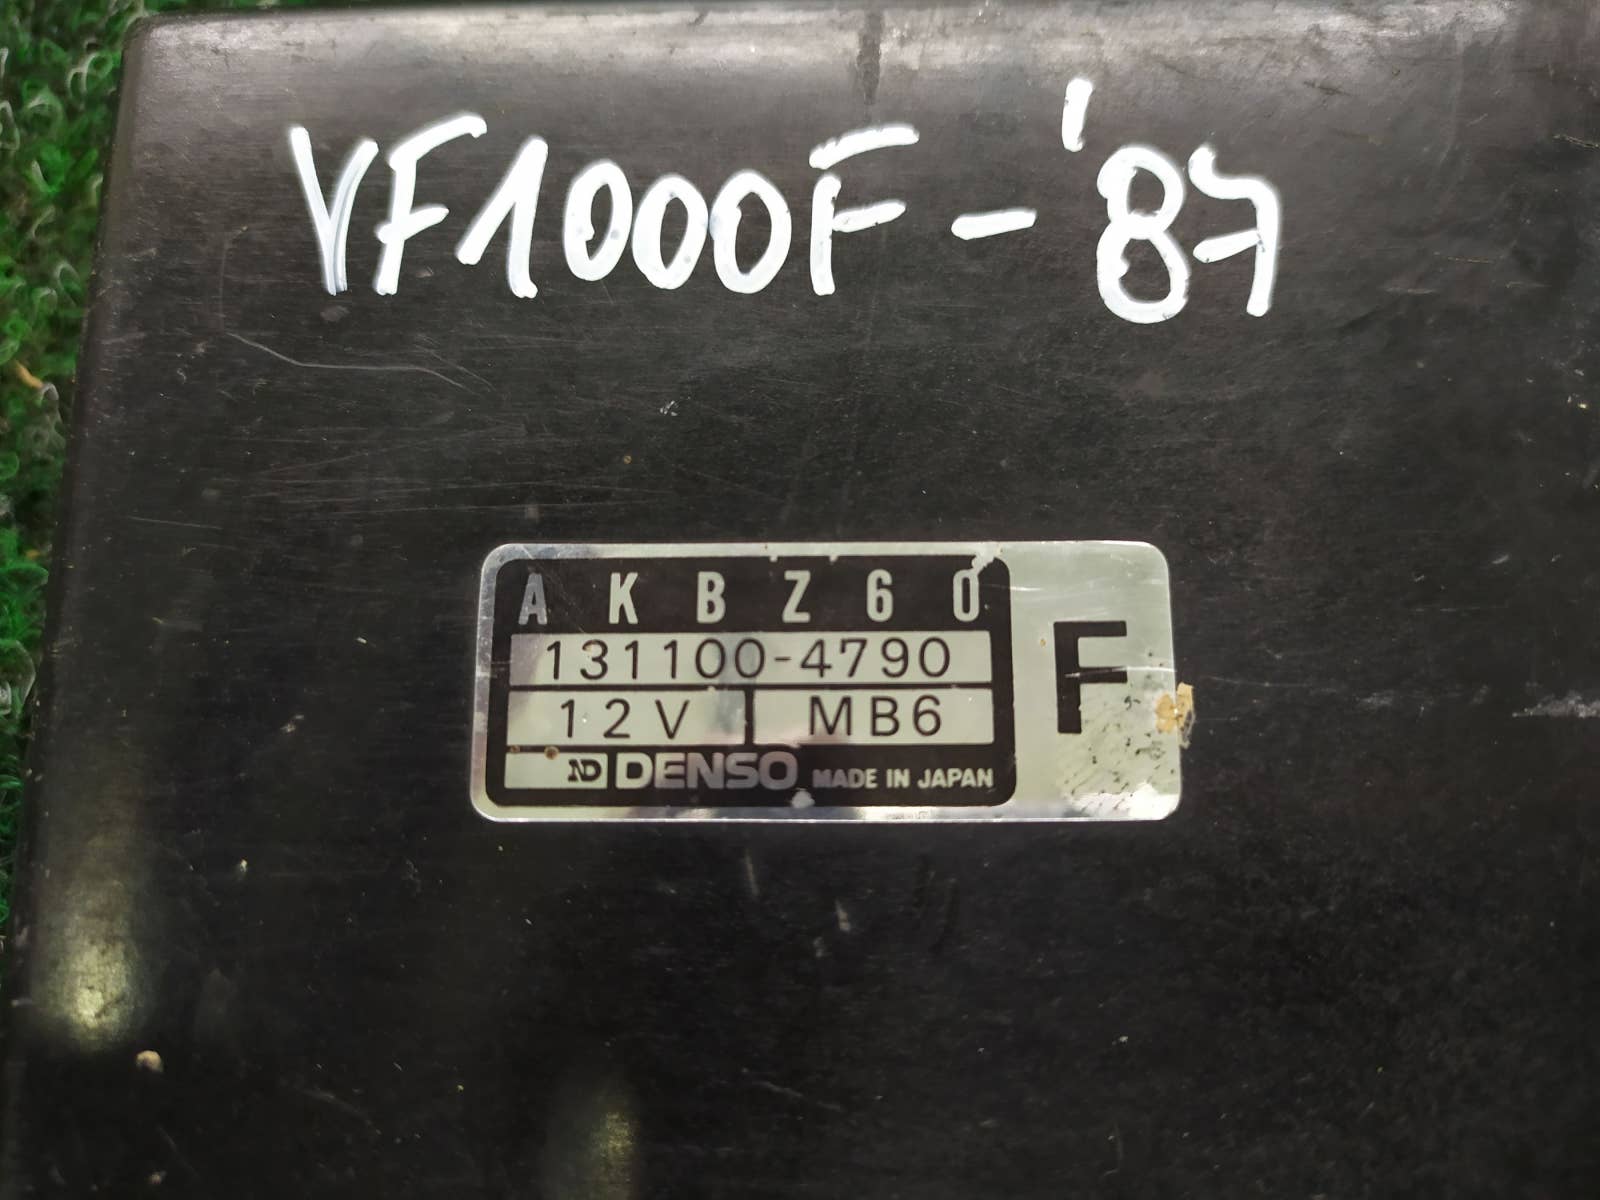 VF1000F-'87
AKBZ60
131100-4790
12V MB6
ND DENSO MADE IN JAPAN
F